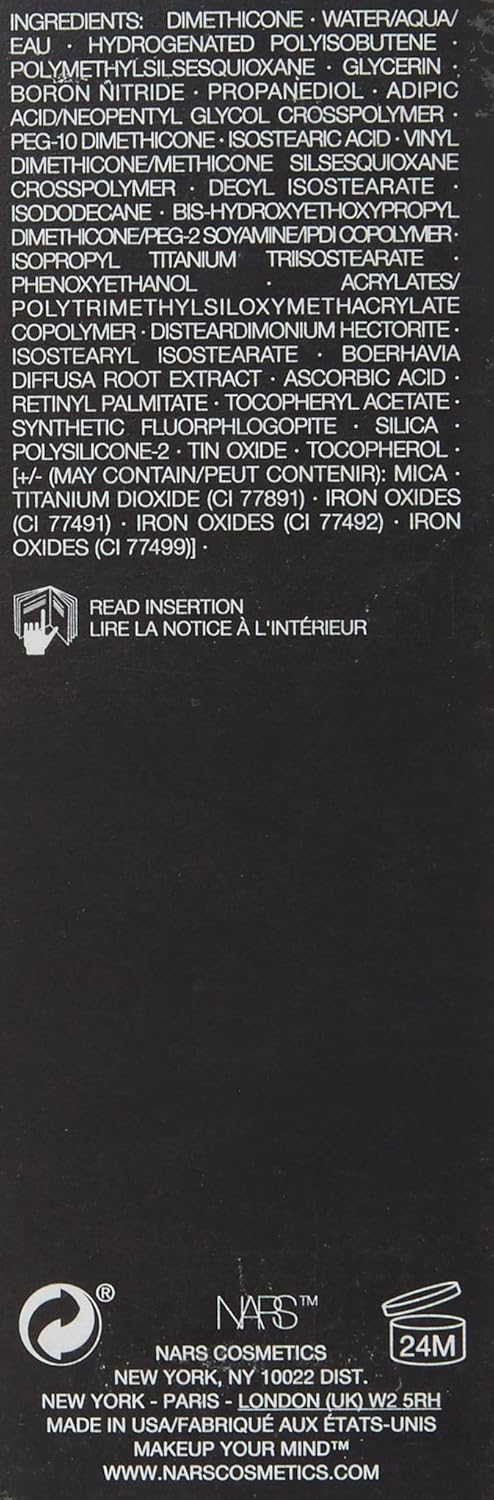 INGREDIENTS: DIMETHICONE · WATER/AQUA/
EAU · HYDROGENATED POLYISOBUTENE ·
POLYMETHYLSILSESQUIOXANE · GLYCERIN ·
BORON NITRIDE · PROPANEDIOL · ADIPIC
ACID/NEOPENTYL GLYCOL CROSSPOLYMER ·
PEG-10 DIMETHICONE · ISOSTEARIC ACID · VINYL
DIMETHICONE/METHICONE SILSESQUIOXANE
CROSSPOLYMER · DECYL ISOSTEARATE ·
ISODODECANE · BIS-HYDROXYETHOXYPROPYL
DIMETHICONE/PEG-2 SOYAMINE/IPDI COPOLYMER ·
ISOPROPYL TITANIUM TRIISOSTEARATE ·
PHENOXYETHANOL · ACRYLATES/
POLYTRIMETHYLSILOXYMETHACRYLATE
COPOLYMER · DISTEARDIMONIUM HECTORITE ·
ISOSTEARYL ISOSTEARATE · BOERHAVIA
DIFFUSA ROOT EXTRACT · ASCORBIC ACID ·
RETINYL PALMITATE · TOCOPHERYL ACETATE ·
SYNTHETIC FLUORPHLOGOPITE · SILICA ·
POLYSILICONE-2 · TIN OXIDE · TOCOPHEROL ·
[+/- (MAY CONTAIN/PEUT CONTENIR): MICA ·
TITANIUM DIOXIDE (CI 77891) · IRON OXIDES
(CI 77491) · IRON OXIDES (CI 77492) · IRON
OXIDES (CI 77499)] ·
READ INSERTION
LIRE LA NOTICE À L'INTÉRIEUR
®
NARS™
24M
NARS COSMETICS
NEW YORK, NY 10022 DIST.
NEW YORK - PARIS - LONDON (UK) W2 5RH
MADE IN USA/FABRIQUÉ AUX ÉTATS-UNIS
MAKEUP YOUR MIND™
WWW.NARSCOSMETICS.COM